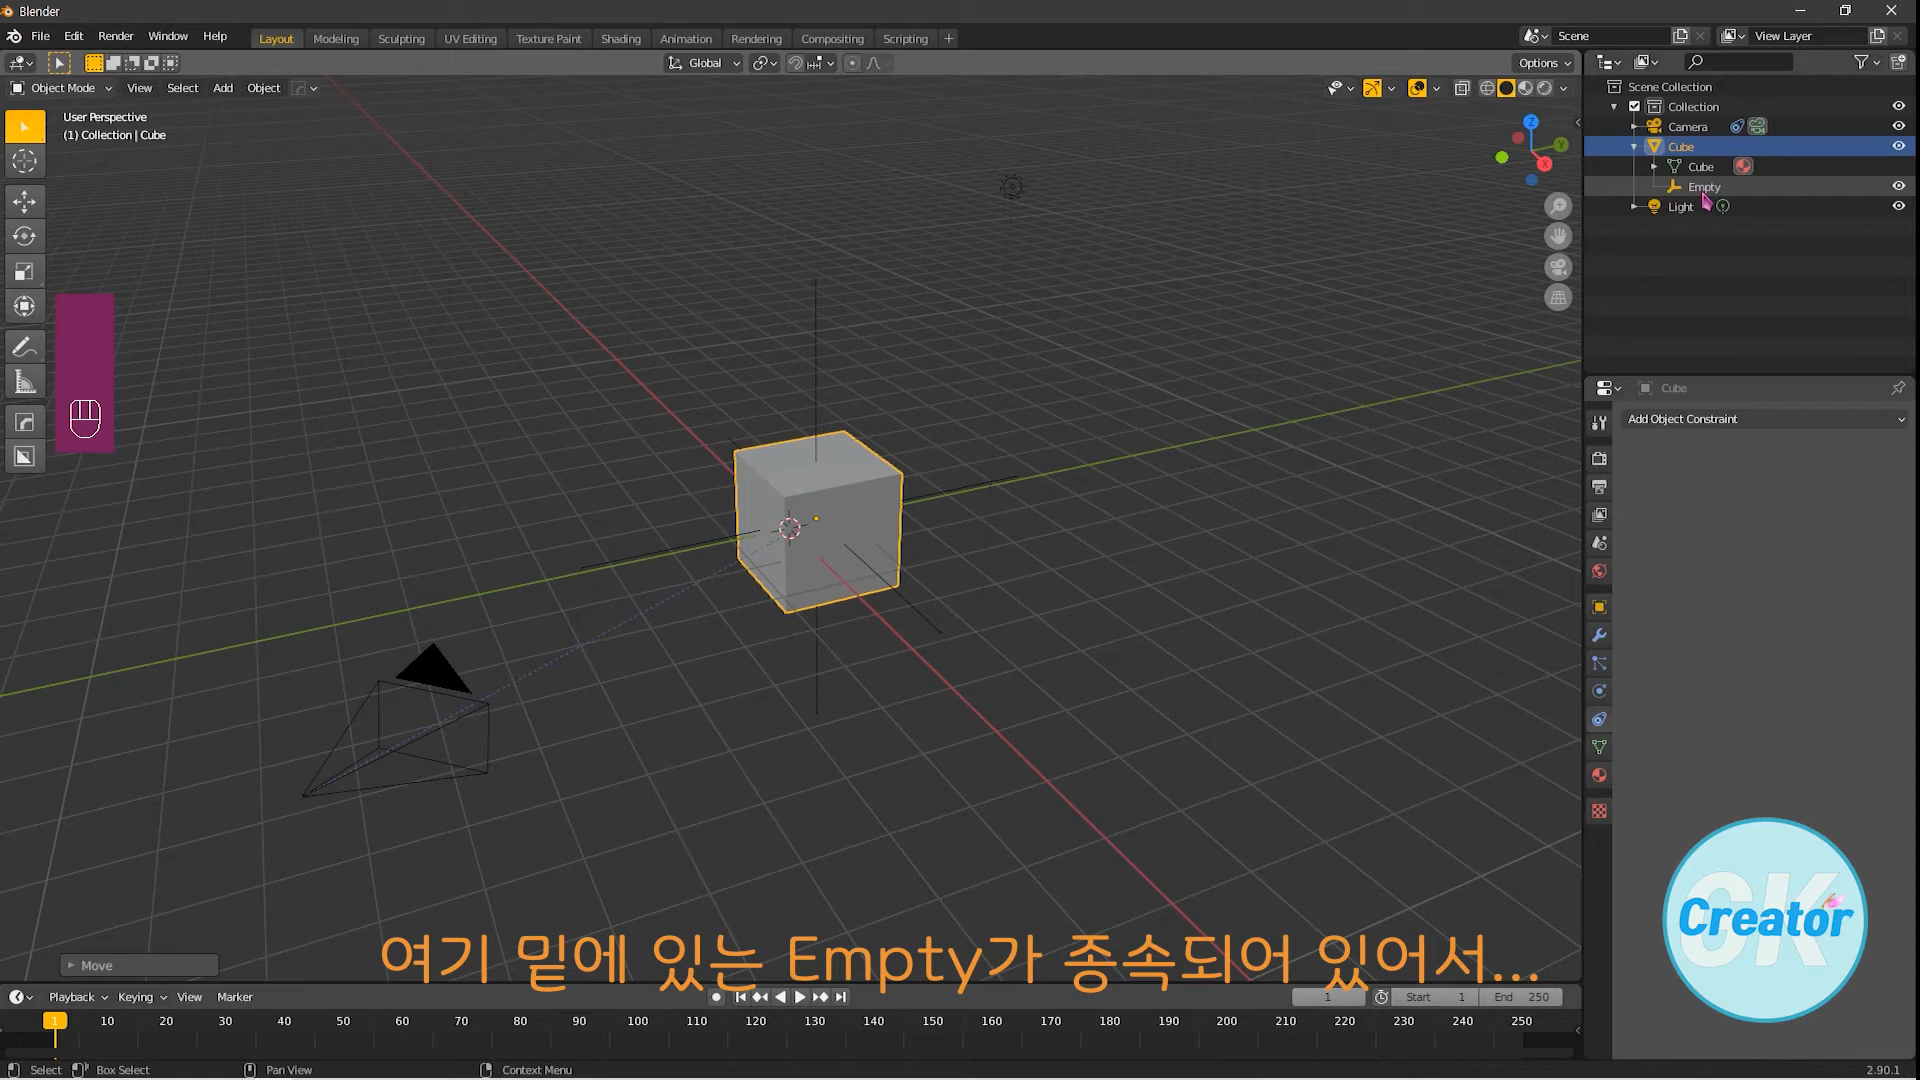 Blender
File Edit Render Window Help
Layout Modeling Sculpting UV Editing Texture Paint Shading Animation Rendering Compositing Scripting +
Scene
View Layer
Global
Options
Object Mode View Select Add Object
User Perspective
(1) Collection | Cube
Z
Y
X
Scene Collection
Collection
Camera
Cube
Cube
Empty
Light
Cube
Add Object Constraint
CK
Creator
Move
여기 밑에 있는 Empty가 종속되어 있어서...
Playback Keying View Marker
1
Start 1
End 250
1 10 20 30 40 50 60 70 80 90 100 110 120 130 140 150 160 170 180 190 200 210 220 230 240 250
Select Box Select Pan View Context Menu 2.90.1